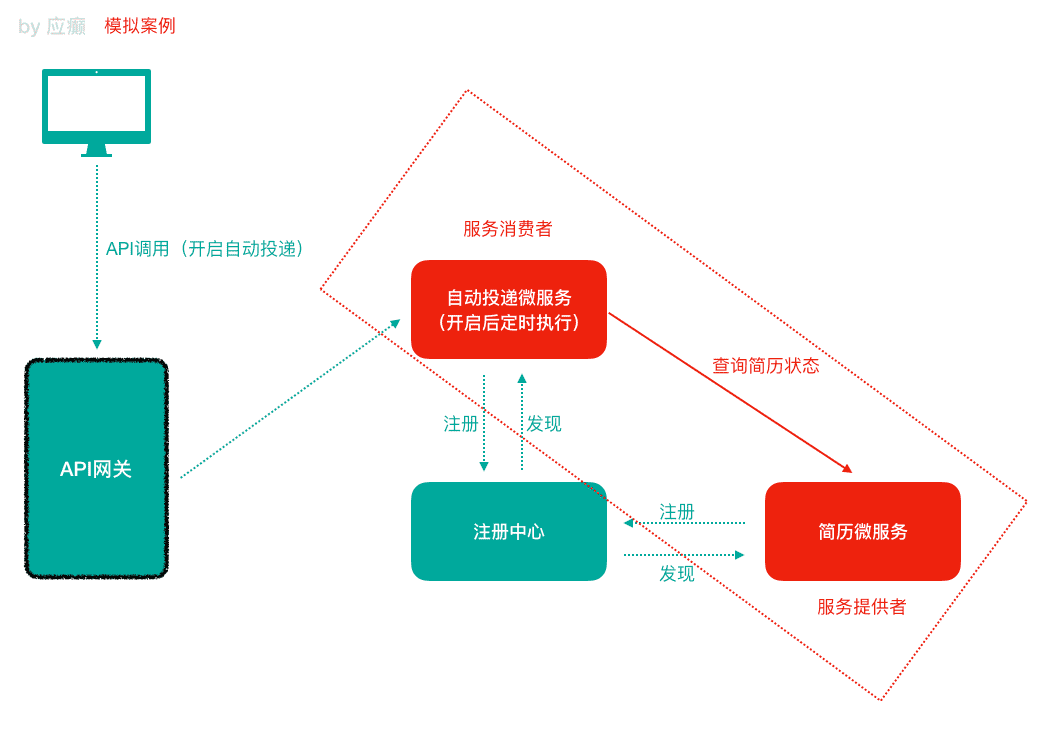 by 应癫
模拟案例
服务消费者
API调用（开启自动投递）
自动投递微服务
（开启后定时执行）
查询简历状态
注册
发现
API网关
注册中心
注册
发现
简历微服务
服务提供者